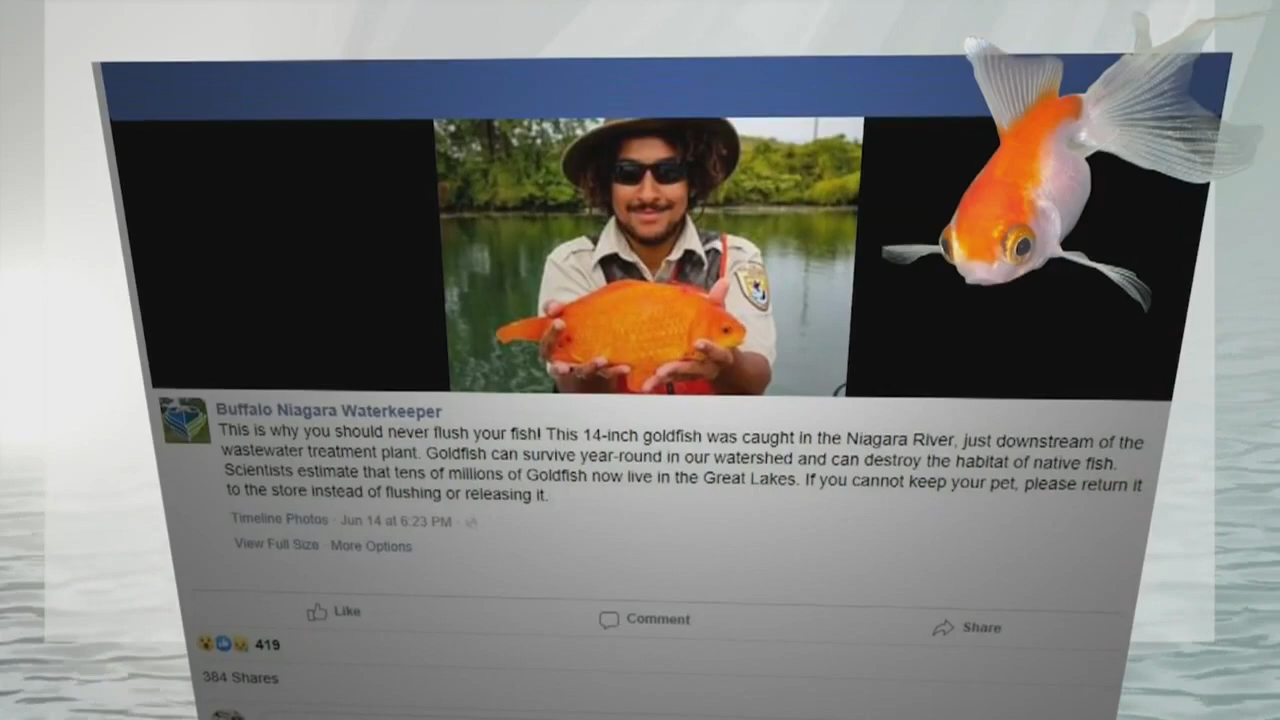 Buffalo Niagara Waterkeeper
This is why you should never flush your fish! This 14-inch goldfish was caught in the Niagara River, just downstream of the
wastewater treatment plant. Goldfish can survive year-round in our watershed and can destroy the habitat of native fish.
Scientists estimate that tens of millions of Goldfish now live in the Great Lakes. If you cannot keep your pet, please return it
to the store instead of flushing or releasing it.
Timeline Photos · Jun 14 at 6:23 PM ·
View Full Size · More Options
Like Comment Share
419
384 Shares